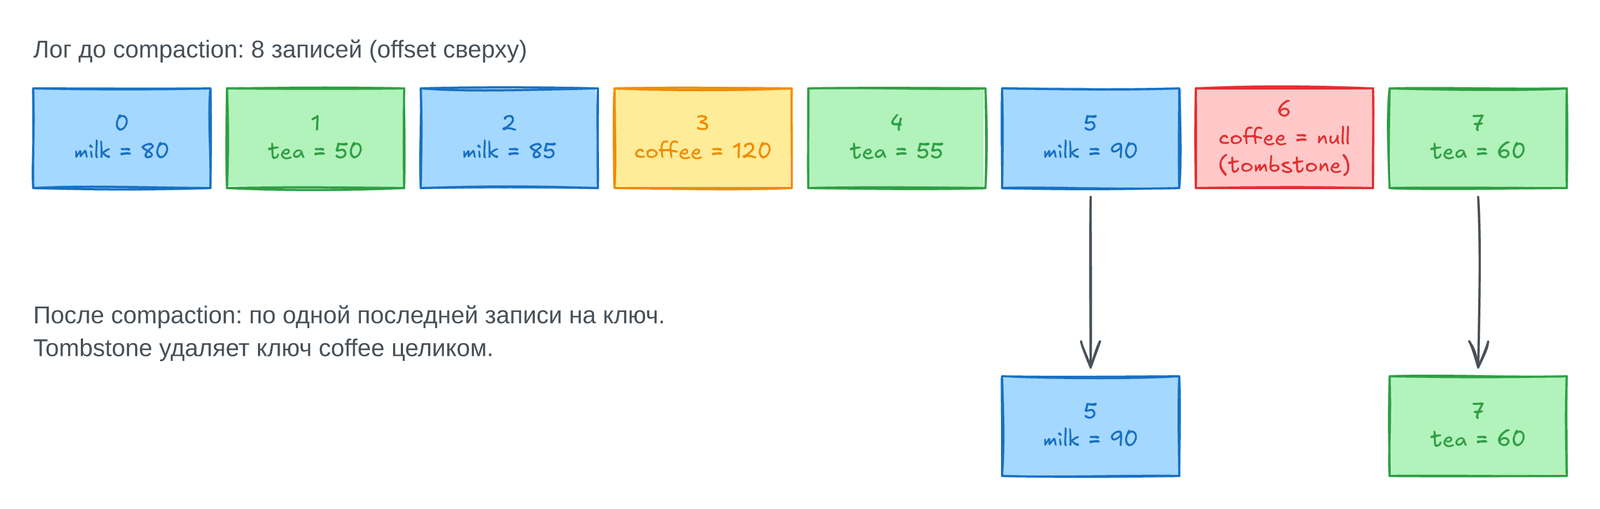 Лог до compaction: 8 записей (offset сверху)
0
milk = 80
1
tea = 50
2
milk = 85
3
coffee = 120
4
tea = 55
5
milk = 90
6
coffee = null
(tombstone)
7
tea = 60
После compaction: по одной последней записи на ключ.
Tombstone удаляет ключ coffee целиком.
5
milk = 90
7
tea = 60